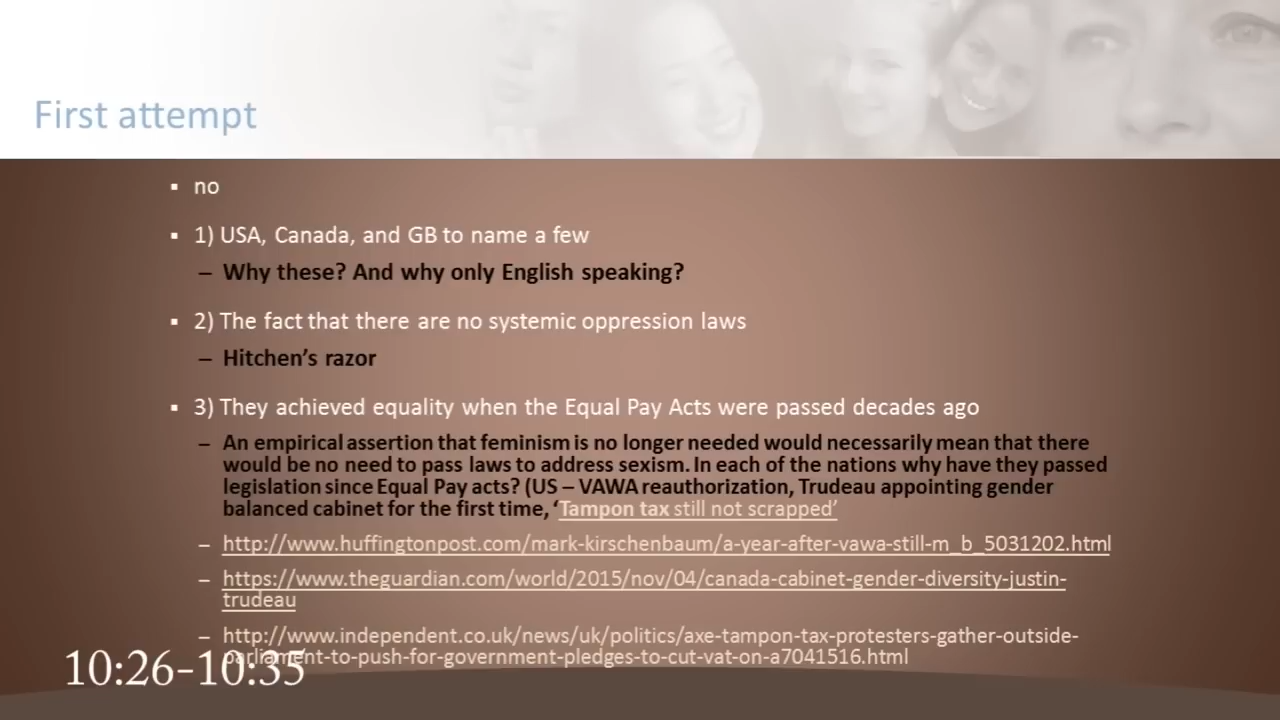 First attempt
▪ no
▪ 1) USA, Canada, and GB to name a few
– Why these? And why only English speaking?
▪ 2) The fact that there are no systemic oppression laws
– Hitchen's razor
▪ 3) They achieved equality when the Equal Pay Acts were passed decades ago
– An empirical assertion that feminism is no longer needed would necessarily mean that there
would be no need to pass laws to address sexism. In each of the nations why have they passed
legislation since Equal Pay acts? (US – VAWA reauthorization, Trudeau appointing gender
balanced cabinet for the first time, ‘Tampon tax still not scrapped’
– http://www.huffingtonpost.com/mark-kirschenbaum/a-year-after-vawa-still-m_b_5031202.html
– https://www.theguardian.com/world/2015/nov/04/canada-cabinet-gender-diversity-justin-
trudeau
– http://www.independent.co.uk/news/uk/politics/axe-tampon-tax-protesters-gather-outside-
parliament-to-push-for-government-pledges-to-cut-vat-on-a7041516.html
10:26-10:35